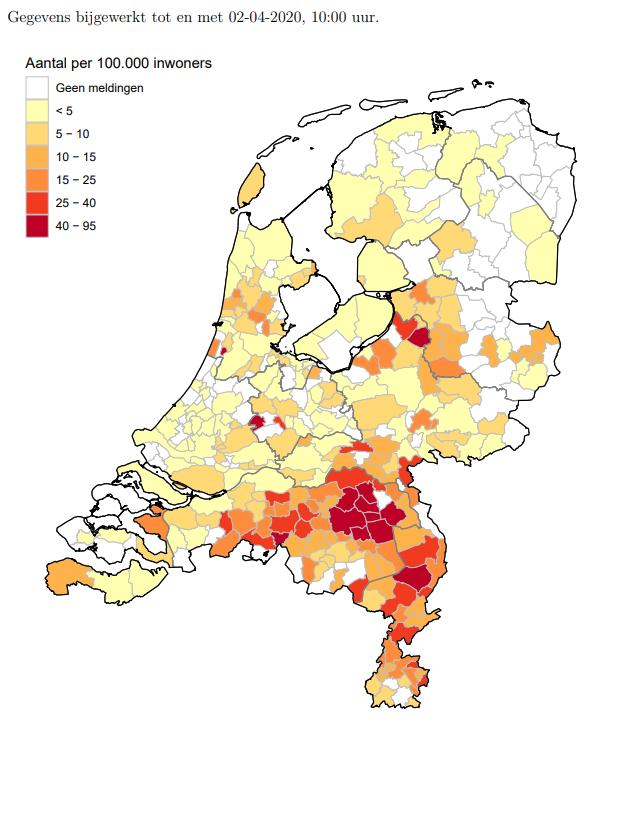 Gegevens bijgewerkt tot en met 02-04-2020, 10:00 uur.
Aantal per 100.000 inwoners
Geen meldingen
< 5
5 – 10
10 – 15
15 – 25
25 – 40
40 – 95